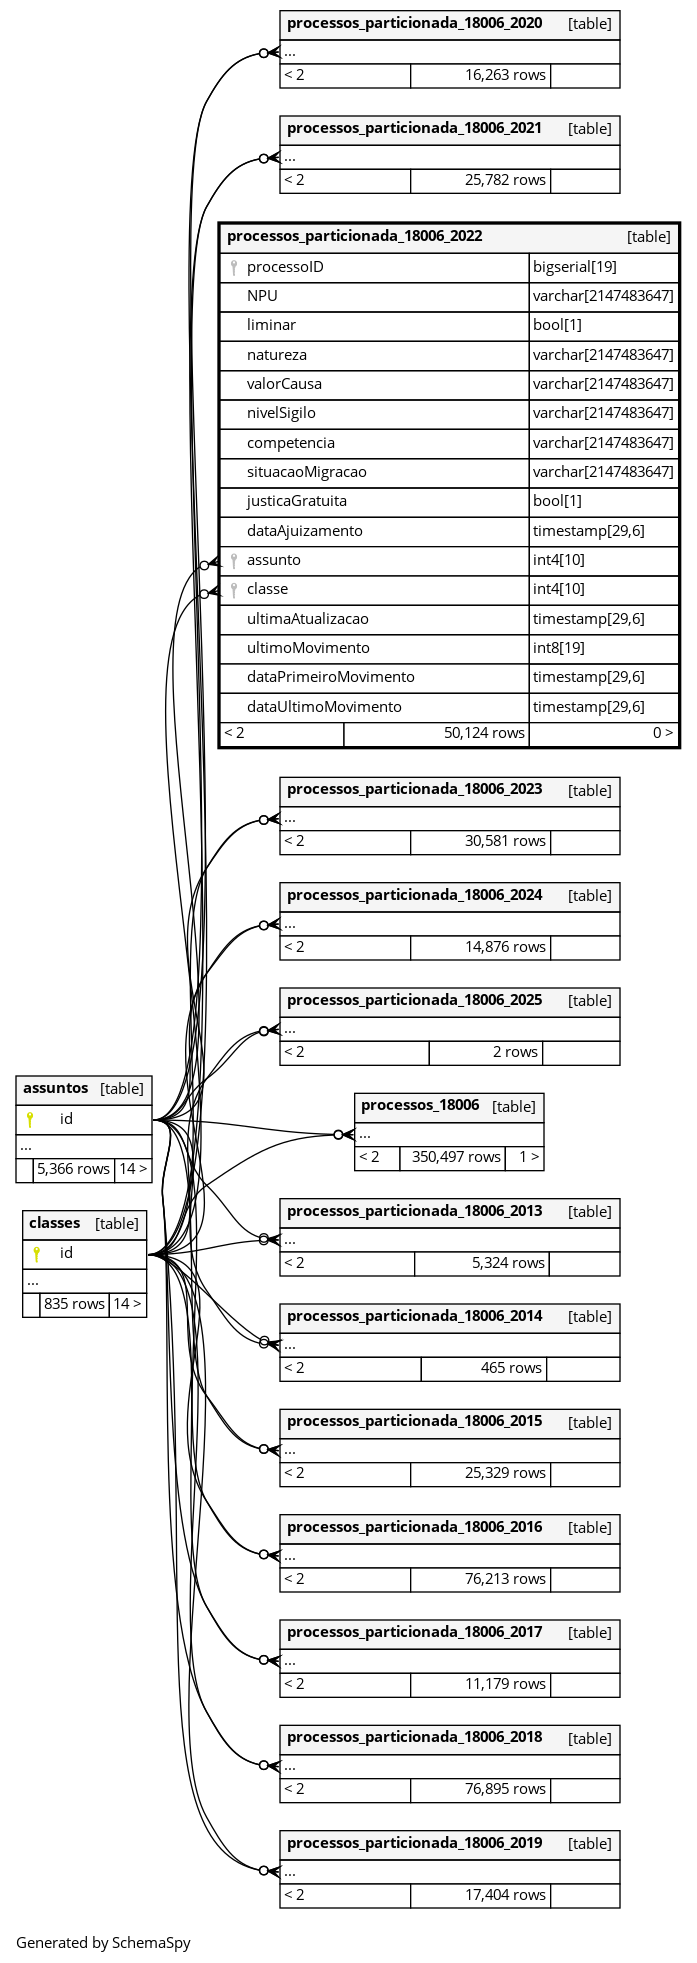 processos_particionada_18006_2020 [table]
...
< 2 16,263 rows
processos_particionada_18006_2021 [table]
...
< 2 25,782 rows
processos_particionada_18006_2022 [table]
processoID bigserial[19]
NPU varchar[2147483647]
liminar bool[1]
natureza varchar[2147483647]
valorCausa varchar[2147483647]
nivelSigilo varchar[2147483647]
competencia varchar[2147483647]
situacaoMigracao varchar[2147483647]
justicaGratuita bool[1]
dataAjuizamento timestamp[29,6]
assunto int4[10]
classe int4[10]
ultimaAtualizacao timestamp[29,6]
ultimoMovimento int8[19]
dataPrimeiroMovimento timestamp[29,6]
dataUltimoMovimento timestamp[29,6]
< 2 50,124 rows 0 >
processos_particionada_18006_2023 [table]
...
< 2 30,581 rows
processos_particionada_18006_2024 [table]
...
< 2 14,876 rows
processos_particionada_18006_2025 [table]
...
< 2 2 rows
assuntos [table]
id
...
5,366 rows 14 >
processos_18006 [table]
...
< 2 350,497 rows 1 >
classes [table]
id
...
835 rows 14 >
processos_particionada_18006_2013 [table]
...
< 2 5,324 rows
processos_particionada_18006_2014 [table]
...
< 2 465 rows
processos_particionada_18006_2015 [table]
...
< 2 25,329 rows
processos_particionada_18006_2016 [table]
...
< 2 76,213 rows
processos_particionada_18006_2017 [table]
...
< 2 11,179 rows
processos_particionada_18006_2018 [table]
...
< 2 76,895 rows
processos_particionada_18006_2019 [table]
...
< 2 17,404 rows
Generated by SchemaSpy